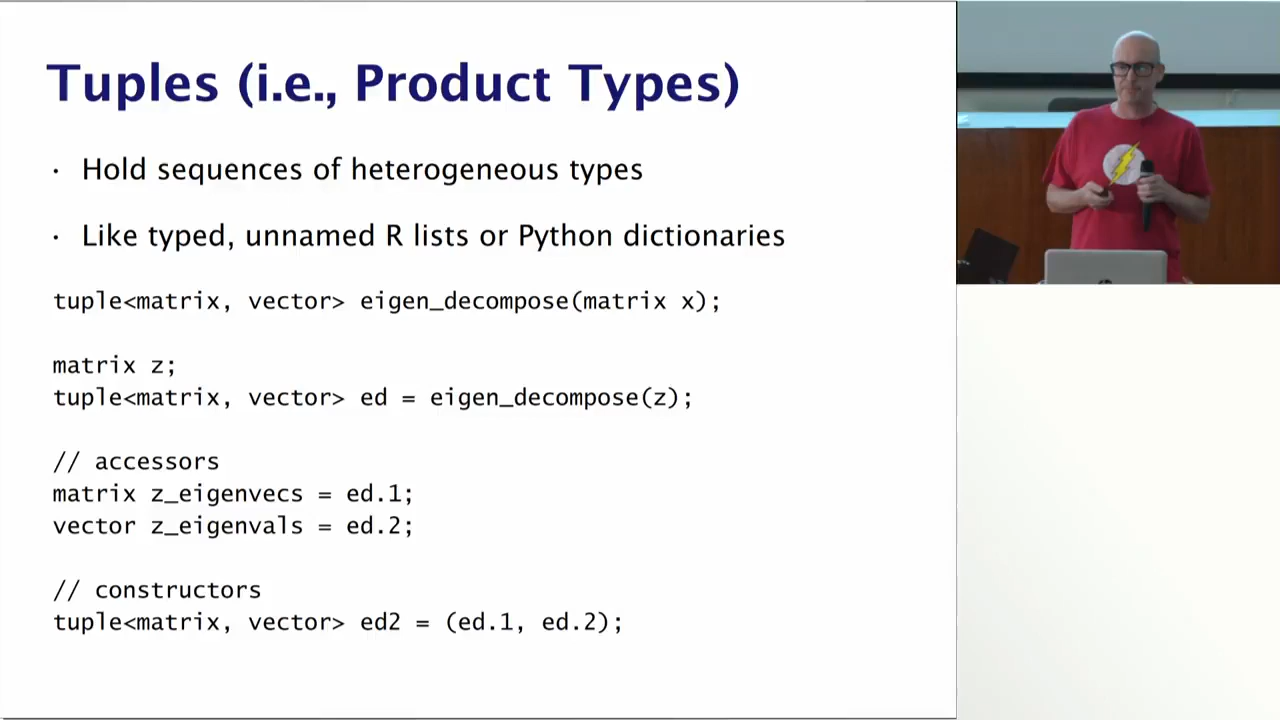 Tuples (i.e., Product Types)
· Hold sequences of heterogeneous types
· Like typed, unnamed R lists or Python dictionaries
tuple<matrix, vector> eigen_decompose(matrix x);
matrix z;
tuple<matrix, vector> ed = eigen_decompose(z);
// accessors
matrix z_eigenvecs = ed.1;
vector z_eigenvals = ed.2;
// constructors
tuple<matrix, vector> ed2 = (ed.1, ed.2);